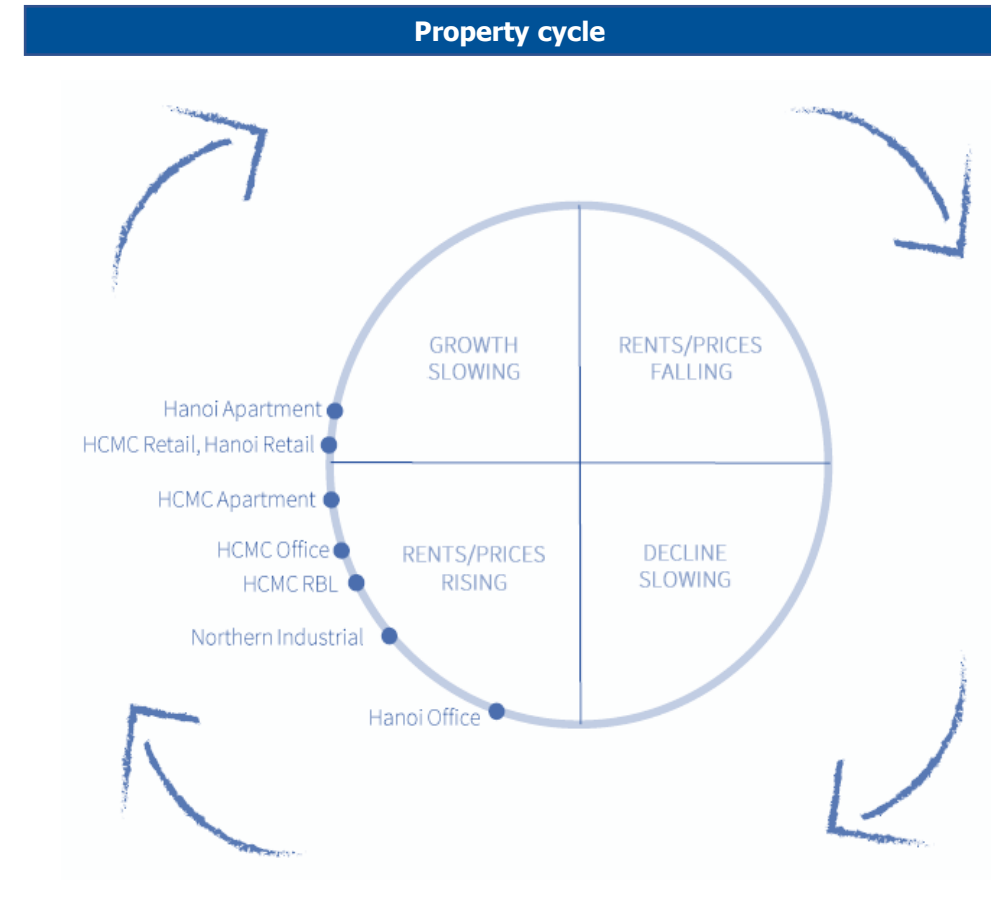 Property cycle
GROWTH
SLOWING
RENTS/PRICES
FALLING
Hanoi Apartment
HCMC Retail, Hanoi Retail
HCMC Apartment
HCMC Office
HCMC RBL
Northern Industrial
Hanoi Office
RENTS/PRICES
RISING
DECLINE
SLOWING